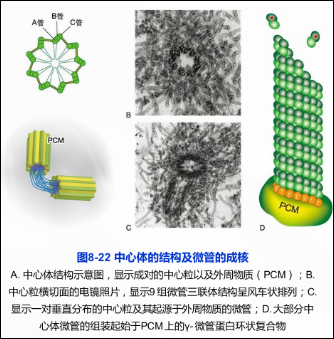 A管 B管 C管
PCM
B
C
D
PCM
图8-22 中心体的结构及微管的成核
A. 中心体结构示意图，显示成对的中心粒以及外周物质（PCM）；B.
中心粒横切面的电镜照片，显示9组微管三联体结构呈风车状排列；C.
显示一对垂直分布的中心粒及其起源于外周物质的微管；D. 大部分中
心体微管的组装起始于PCM上的γ-微管蛋白环状复合物